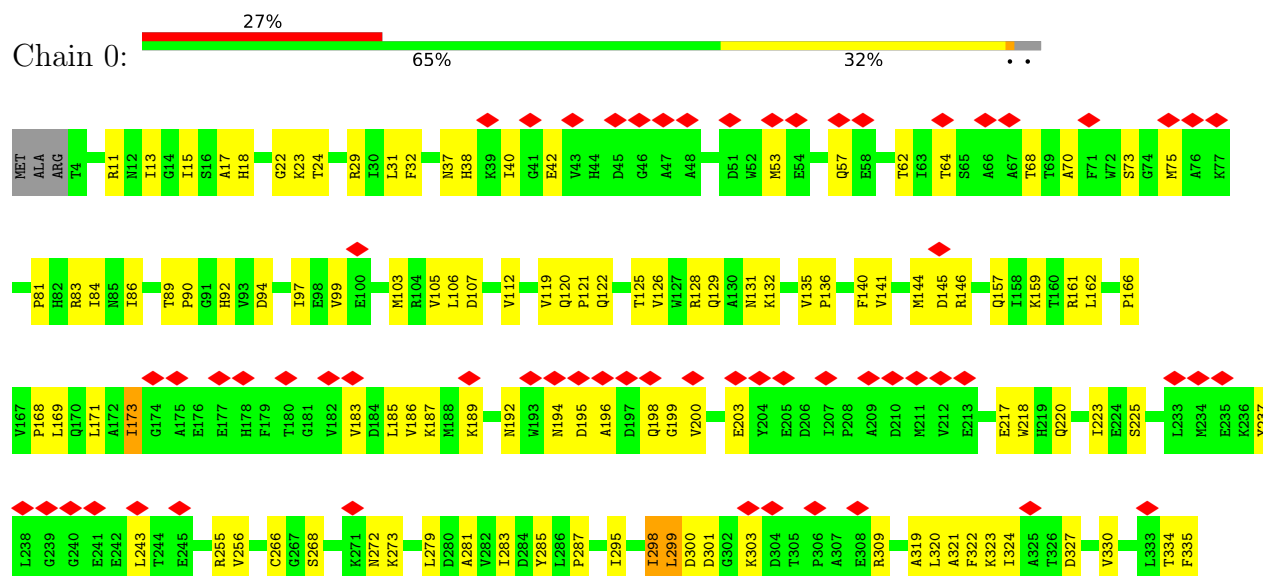 27%
Chain 0:
65% 32% • •
MET ALA ARG T4 R11 N12 I13 G14 I15 S16 A17 H18 G22 K23 T24 R29 I30 L31 F32 N37 H38 K39 I40 G41 E42 V43 H44 D45 G46 A47 A48 D51 W52 M53 E54 Q57 E58 T62 I63 T64 S65 A66 A67 T68 T69 A70 F71 W72 S73 G74 M75 A76 K77
P81 H82 R83 I84 N85 I86 T89 P90 G91 H92 V93 D94 I97 E98 V99 E100 M103 R104 V105 L106 D107 V112 V119 Q120 P121 Q122 T125 V126 W127 R128 Q129 A130 N131 K132 V135 P136 F140 V141 M144 D145 R146 Q157 I158 K159 T160 R161 L162 P166
V167 P168 L169 Q170 L171 A172 I173 G174 A175 E176 E177 H178 F179 T180 G181 V182 V183 D184 L185 V186 K187 M188 K189 N192 W193 N194 D195 A196 D197 Q198 G199 V200 E203 Y204 E205 D206 I207 P208 A209 D210 M211 V212 E213 E217 W218 H219 Q220 I223 E224 S225 L233 M234 E235 K236 Y237
L238 G239 G240 E241 E242 L243 T244 E245 R255 V256 C266 G267 S268 K271 N272 K273 L279 D280 A281 V282 I283 D284 Y285 L286 P287 I295 I298 L299 D300 D301 G302 K303 D304 T305 P306 A307 E308 R309 A319 L320 A321 F322 K323 I324 A325 T326 D327 V330 L333 T334 F335